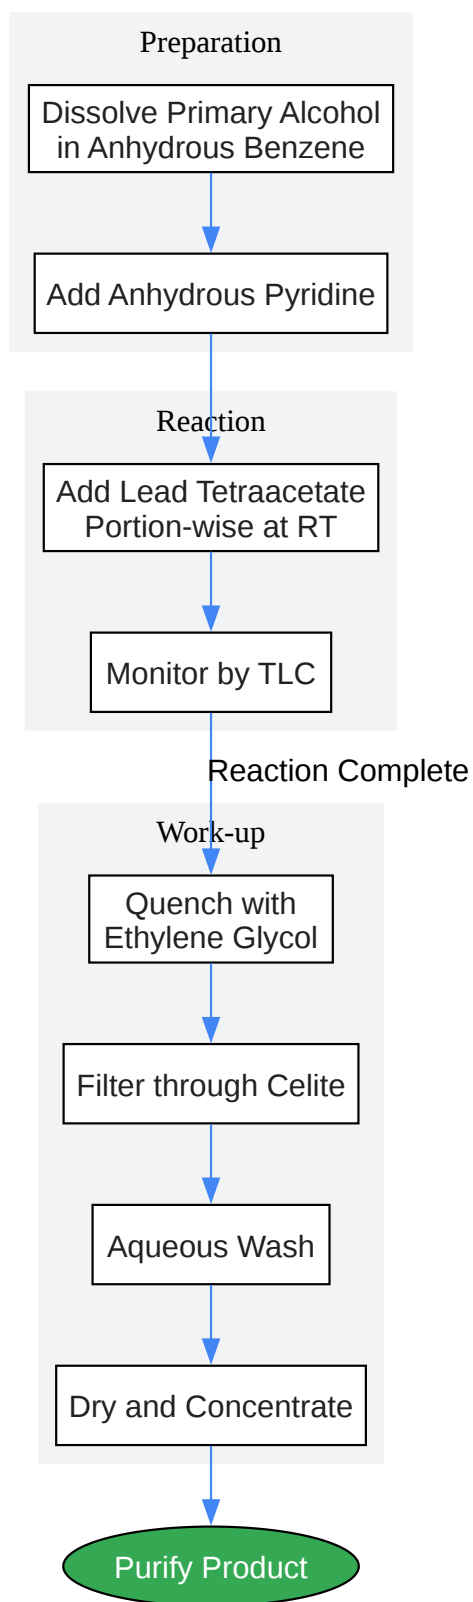 Preparation
Dissolve Primary Alcohol
in Anhydrous Benzene
Add Anhydrous Pyridine
Reaction
Add Lead Tetraacetate
Portion-wise at RT
Monitor by TLC
Reaction Complete
Work-up
Quench with
Ethylene Glycol
Filter through Celite
Aqueous Wash
Dry and Concentrate
Purify Product